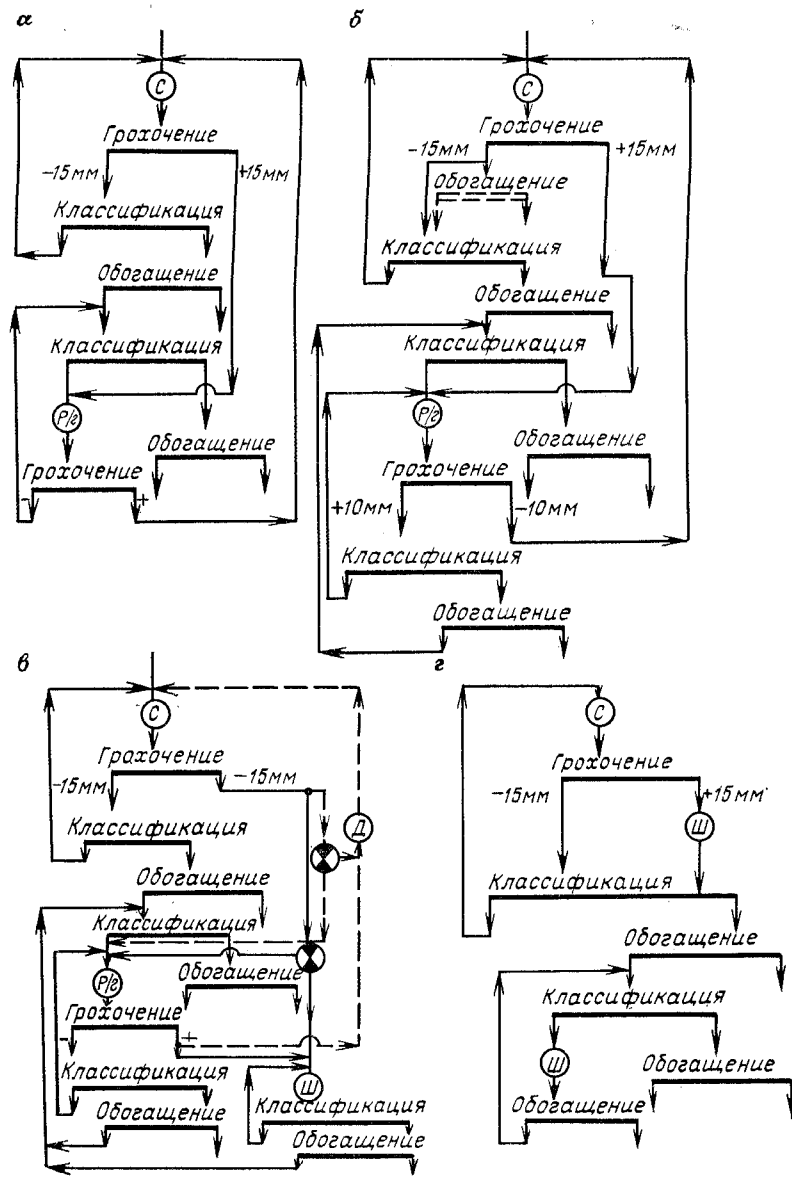 а
С
Грохочение
-15мм
+15мм
Классификация
Обогащение
Классификация
Р/г
Обогащение
Грохочение
- +
б
С
Грохочение
-15мм
+15мм
Обогащение
Классификация
Обогащение
Классификация
Р/г
Обогащение
Грохочение
+10мм
-10мм
Классификация
Обогащение
в
С
Грохочение
-15мм
-15мм
Д
Классификация
Обогащение
Классификация
Р/г
Обогащение
Грохочение
- +
Классификация
Ш
Обогащение
Классификация
Обогащение
г
С
Грохочение
-15мм
+15мм
Ш
Классификация
Обогащение
Классификация
Ш
Обогащение
Обогащение